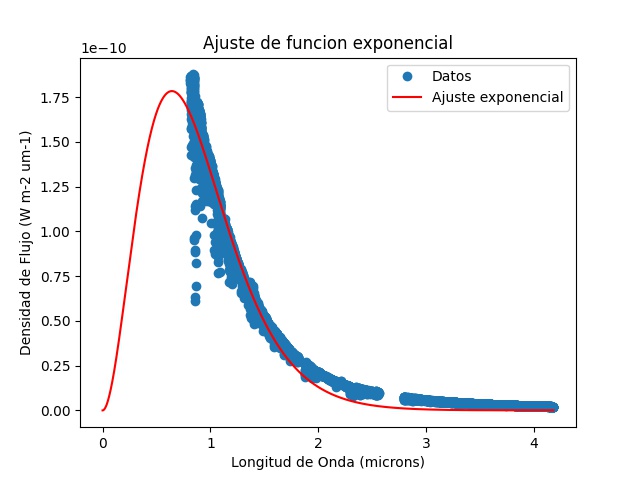 Ajuste de funcion exponencial
1e−10
Datos
Ajuste exponencial
1.75
1.50
1.25
1.00
0.75
0.50
0.25
0.00
Densidad de Flujo (W m-2 um-1)
0 1 2 3 4
Longitud de Onda (microns)